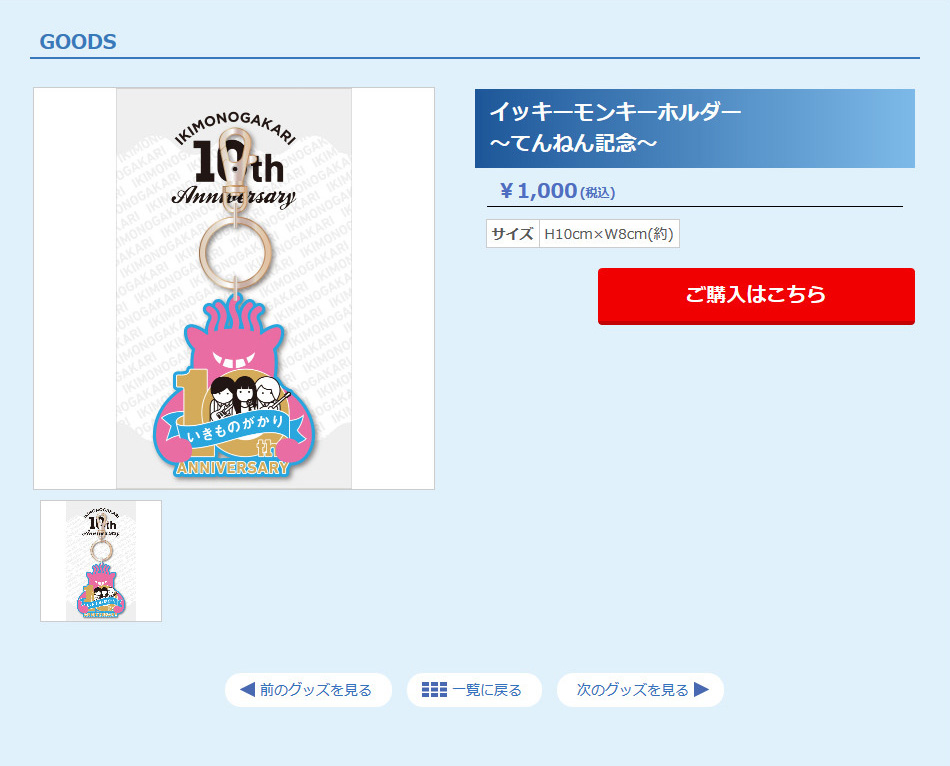 GOODS
IKIMONOGAKARI
10th
Anniversary
いきものがかり
10th
ANNIVERSARY
イッキーモンキーホルダー
～てんねん記念～
￥1,000(税込)
サイズ H10cm×W8cm(約)
ご購入はこちら
前のグッズを見る
一覧に戻る
次のグッズを見る